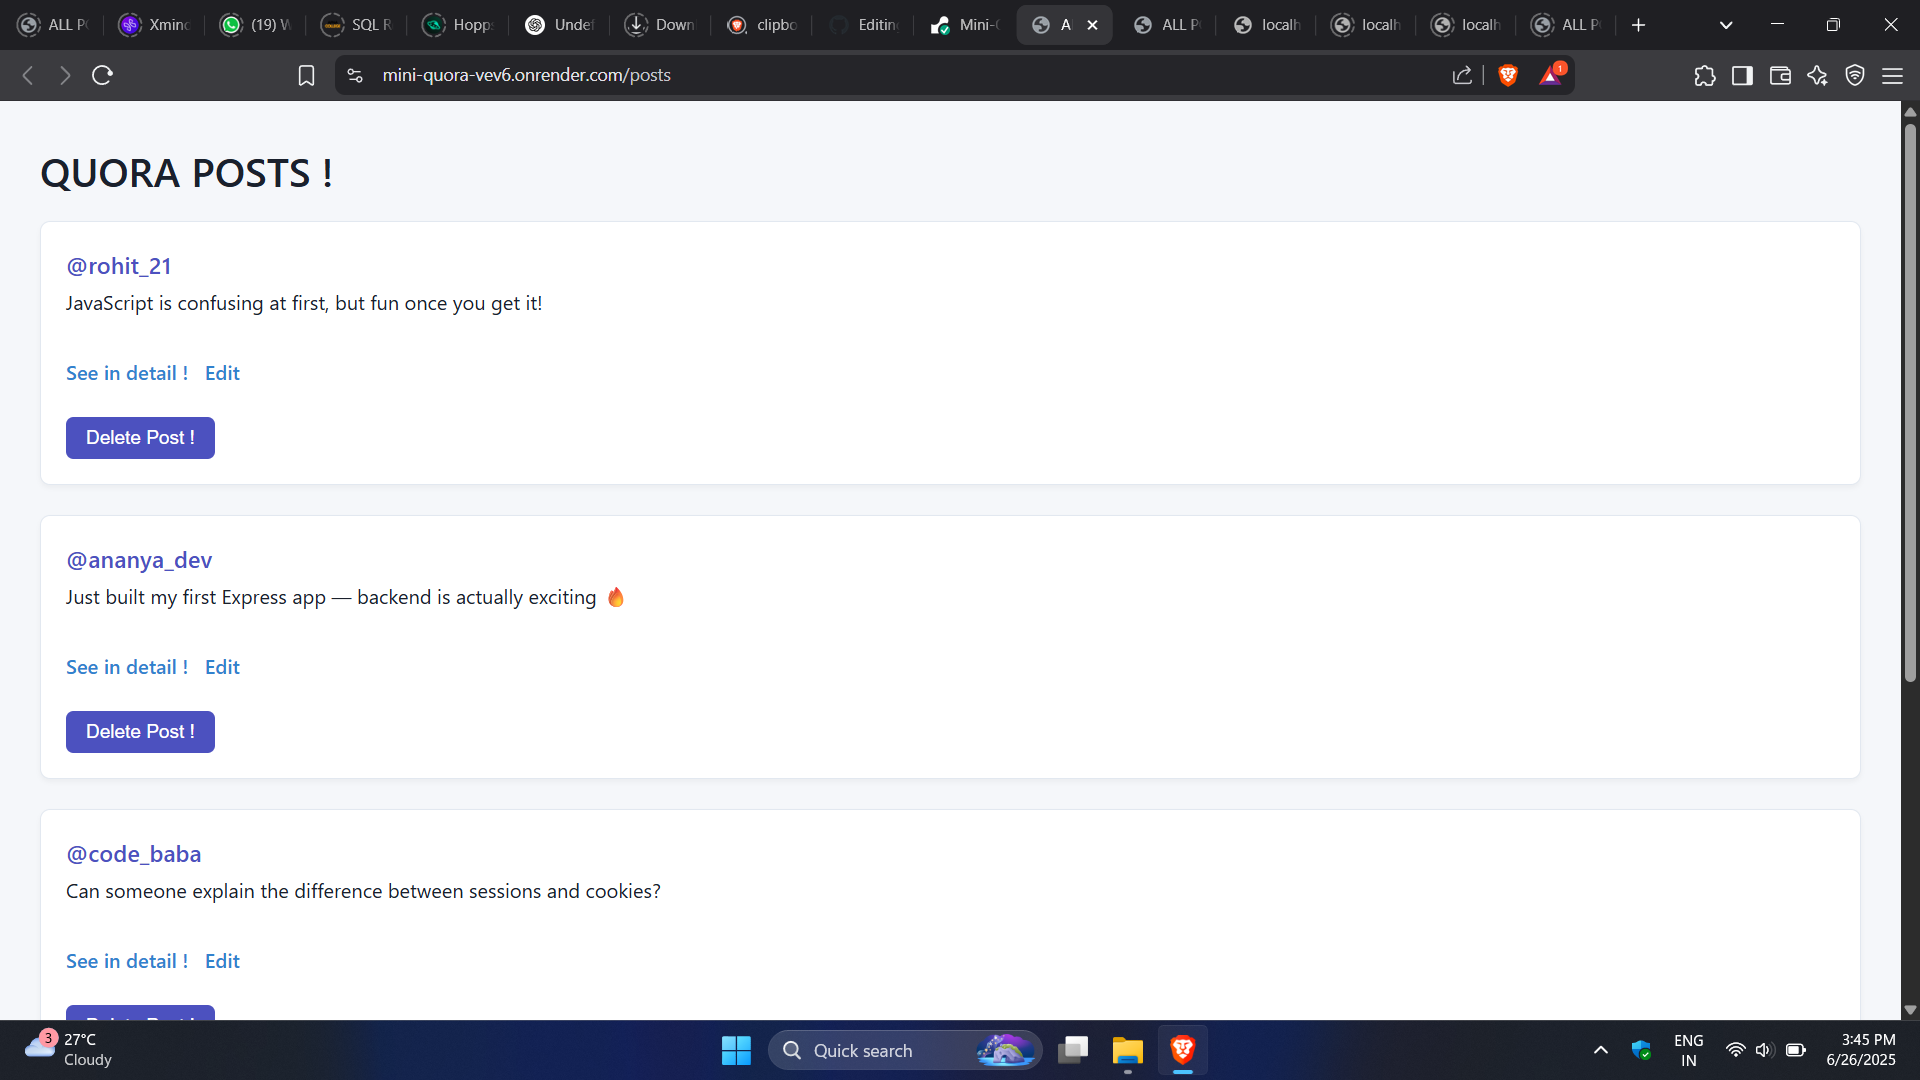 ALL P
Xmino
(19) W
SQL R
Hopp
Undef
Down
clipbo
Editing
Mini-
A
ALL P
localh
localh
localh
ALL P
mini-quora-vev6.onrender.com/posts
1
QUORA POSTS !
@rohit_21
JavaScript is confusing at first, but fun once you get it!
See in detail ! Edit
Delete Post !
@ananya_dev
Just built my first Express app — backend is actually exciting 🔥
See in detail ! Edit
Delete Post !
@code_baba
Can someone explain the difference between sessions and cookies?
See in detail ! Edit
3
27°C
Cloudy
Quick search
ENG
IN
3:45 PM
6/26/2025